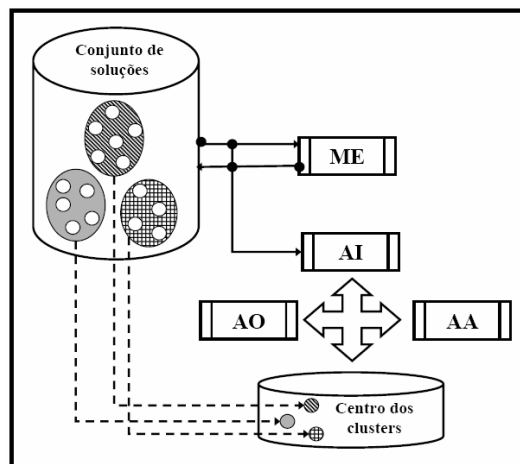 Conjunto de
soluções
ME
AI
AO
AA
Centro dos
clusters